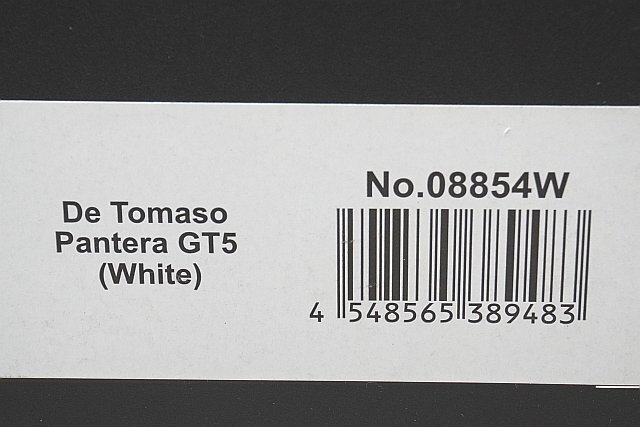 De Tomaso
Pantera GT5
(White)
No.08854W
4 548565 389483